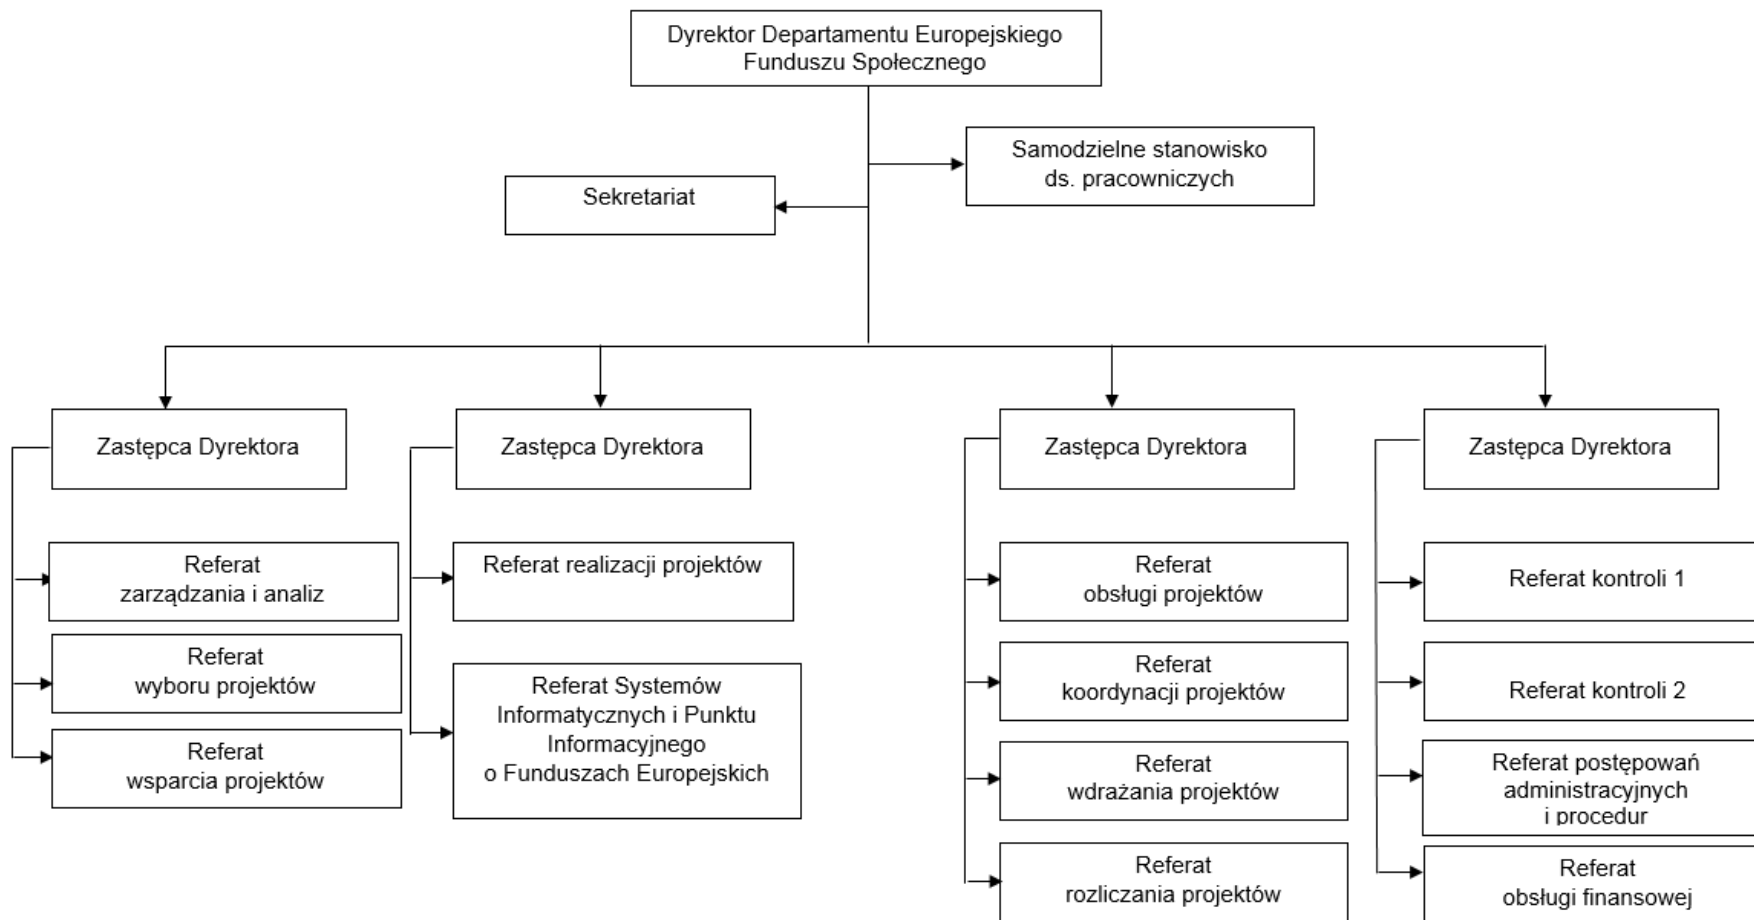 Dyrektor Departamentu Europejskiego
Funduszu Społecznego
Samodzielne stanowisko
ds. pracowniczych
Sekretariat
Zastępca Dyrektora
Zastępca Dyrektora
Zastępca Dyrektora
Zastępca Dyrektora
Referat
zarządzania i analiz
Referat
wyboru projektów
Referat
wsparcia projektów
Referat realizacji projektów
Referat Systemów
Informatycznych i Punktu
Informacyjnego
o Funduszach Europejskich
Referat
obsługi projektów
Referat
koordynacji projektów
Referat
wdrażania projektów
Referat
rozliczania projektów
Referat kontroli 1
Referat kontroli 2
Referat postępowań
administracyjnych
i procedur
Referat
obsługi finansowej